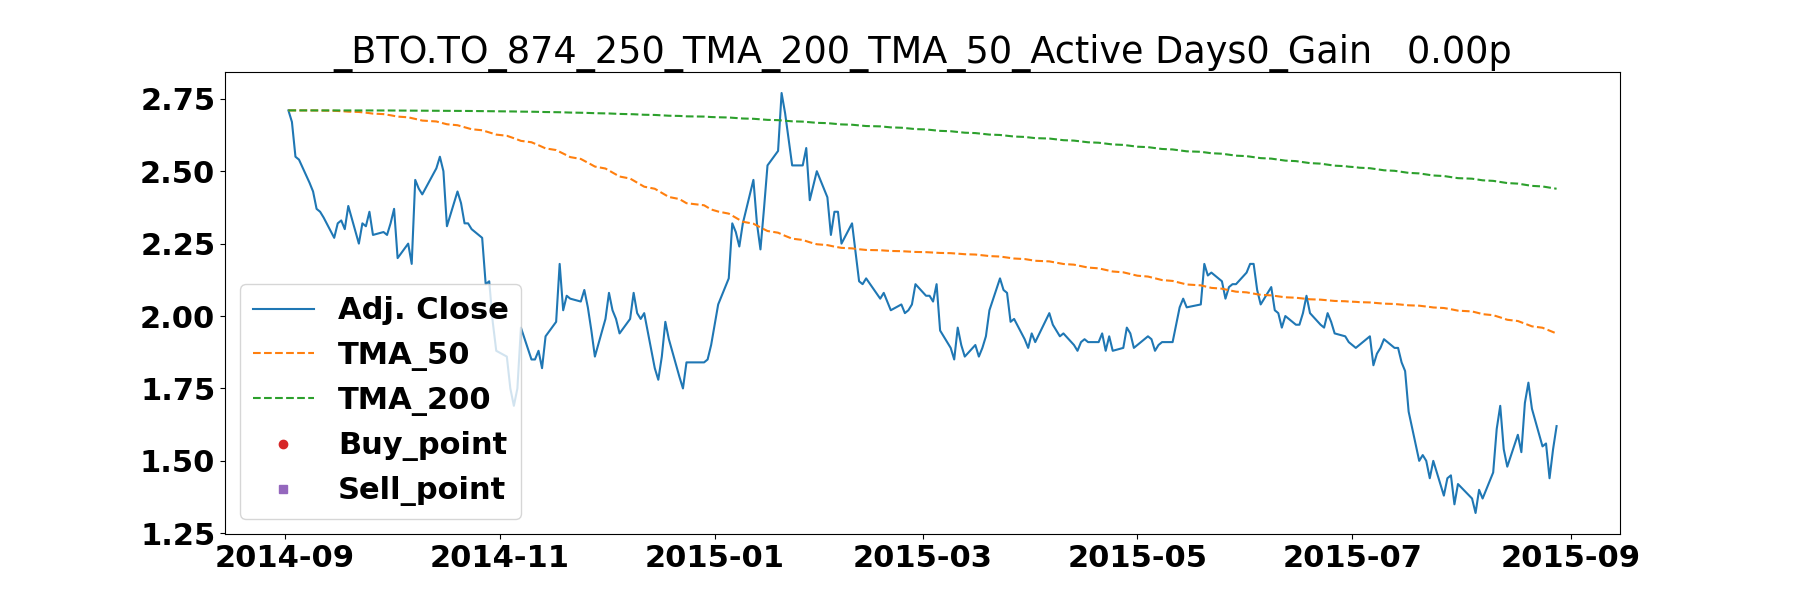 _BTO.TO_874_250_TMA_200_TMA_50_Active Days0_Gain   0.00p
2.75
2.50
2.25
2.00
1.75
1.50
1.25
Adj. Close
TMA_50
TMA_200
Buy_point
Sell_point
2014-09 2014-11 2015-01 2015-03 2015-05 2015-07 2015-09